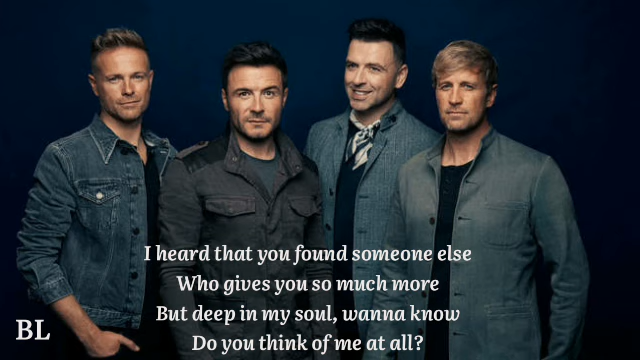 I heard that you found someone else
Who gives you so much more
But deep in my soul, wanna know
Do you think of me at all?
BL